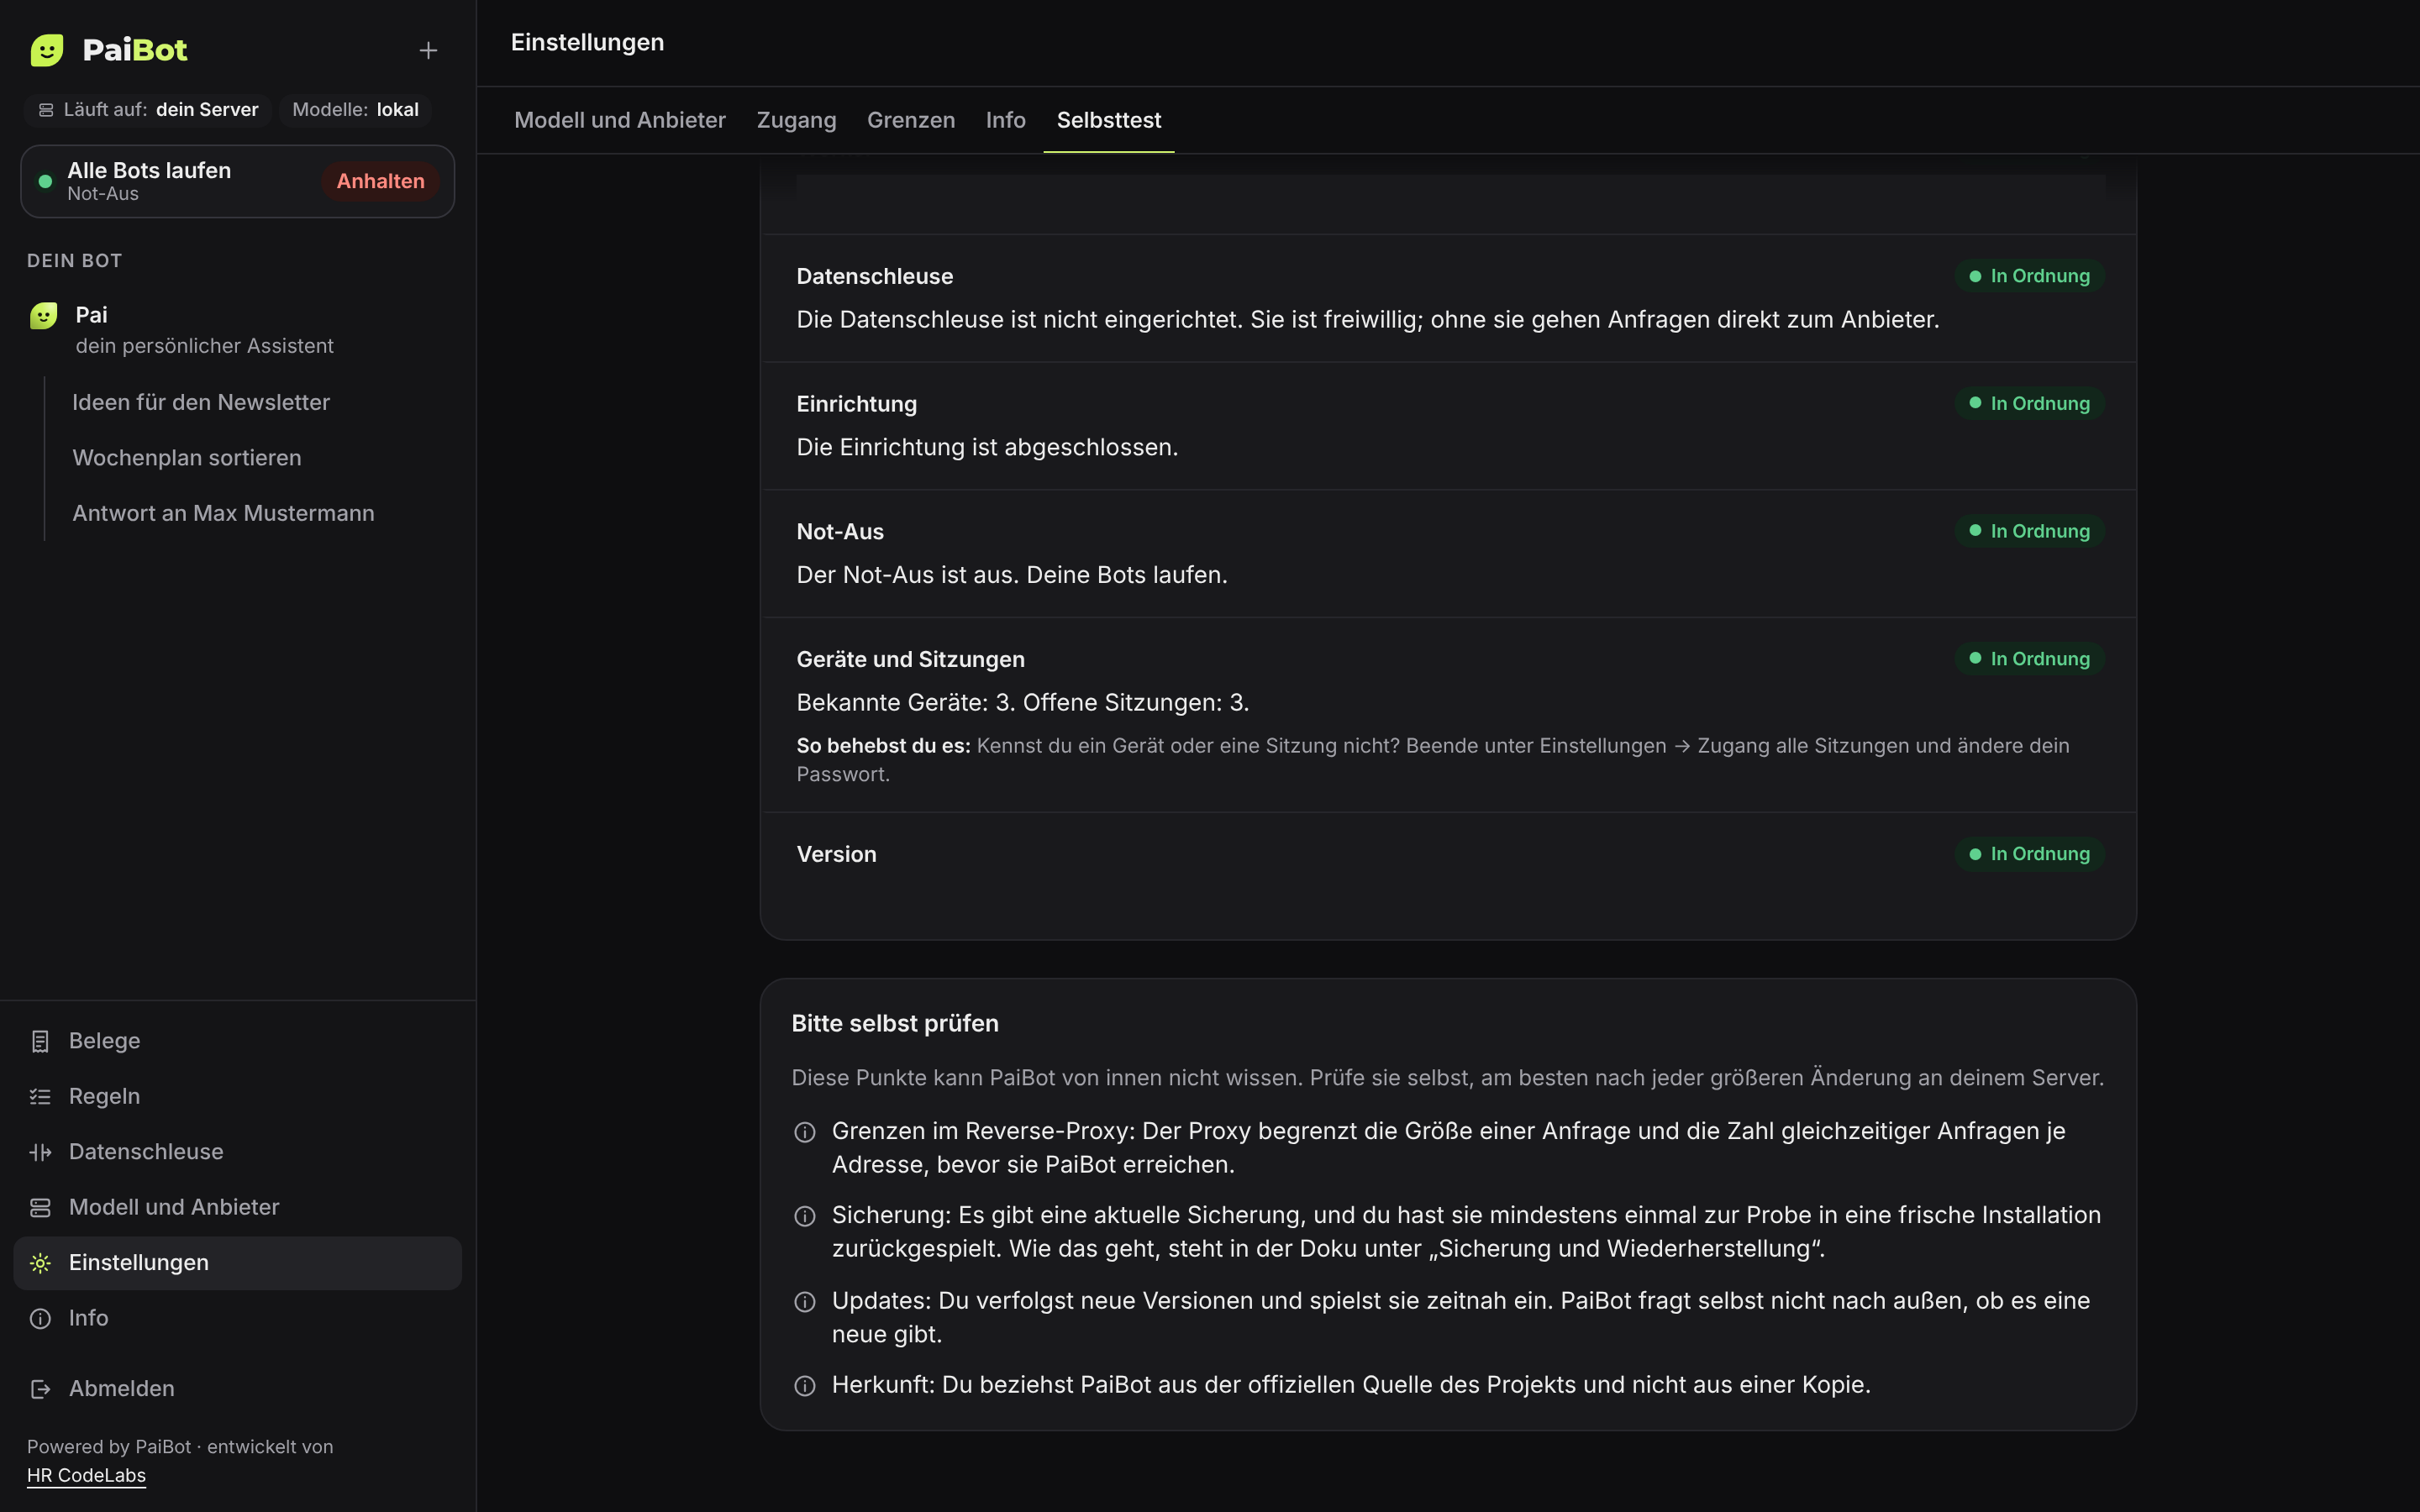 PaiBot
Läuft auf: dein Server
Modelle: lokal
Alle Bots laufen
Not-Aus
Anhalten
DEIN BOT
Pai
dein persönlicher Assistent
Ideen für den Newsletter
Wochenplan sortieren
Antwort an Max Mustermann
Belege
Regeln
Datenschleuse
Modell und Anbieter
Einstellungen
Info
Abmelden
Powered by PaiBot · entwickelt von
HR CodeLabs
Einstellungen
Modell und Anbieter
Zugang
Grenzen
Info
Selbsttest
Datenschleuse
In Ordnung
Die Datenschleuse ist nicht eingerichtet. Sie ist freiwillig; ohne sie gehen Anfragen direkt zum Anbieter.
Einrichtung
In Ordnung
Die Einrichtung ist abgeschlossen.
Not-Aus
In Ordnung
Der Not-Aus ist aus. Deine Bots laufen.
Geräte und Sitzungen
In Ordnung
Bekannte Geräte: 3. Offene Sitzungen: 3.
So behebst du es: Kennst du ein Gerät oder eine Sitzung nicht? Beende unter Einstellungen → Zugang alle Sitzungen und ändere dein
Passwort.
Version
In Ordnung
Bitte selbst prüfen
Diese Punkte kann PaiBot von innen nicht wissen. Prüfe sie selbst, am besten nach jeder größeren Änderung an deinem Server.
Grenzen im Reverse-Proxy: Der Proxy begrenzt die Größe einer Anfrage und die Zahl gleichzeitiger Anfragen je
Adresse, bevor sie PaiBot erreichen.
Sicherung: Es gibt eine aktuelle Sicherung, und du hast sie mindestens einmal zur Probe in eine frische Installation
zurückgespielt. Wie das geht, steht in der Doku unter „Sicherung und Wiederherstellung“.
Updates: Du verfolgst neue Versionen und spielst sie zeitnah ein. PaiBot fragt selbst nicht nach außen, ob es eine
neue gibt.
Herkunft: Du beziehst PaiBot aus der offiziellen Quelle des Projekts und nicht aus einer Kopie.